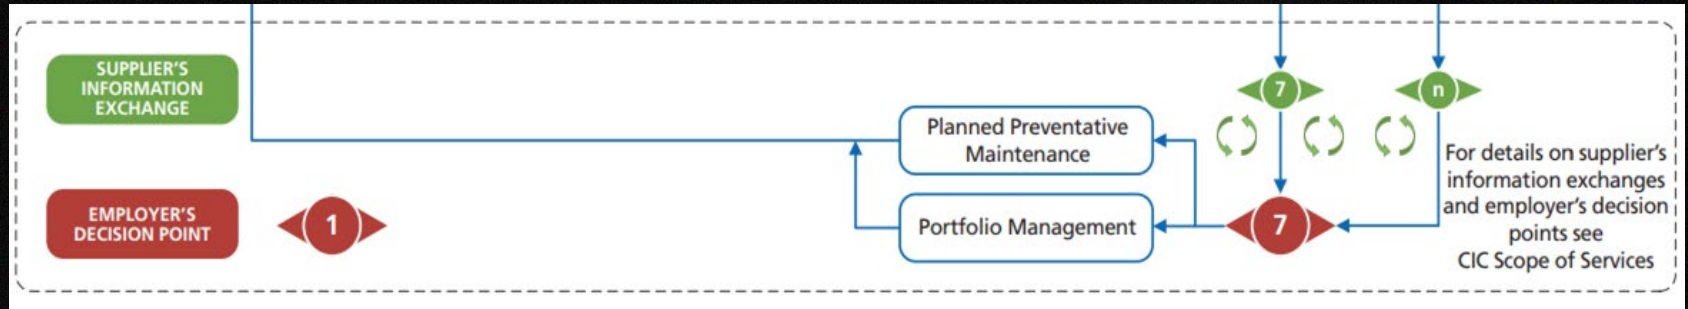 SUPPLIER'S
INFORMATION
EXCHANGE
7
n
Planned Preventative
Maintenance
For details on supplier's
information exchanges
and employer's decision
points see
CIC Scope of Services
EMPLOYER'S
DECISION POINT
1
Portfolio Management
7